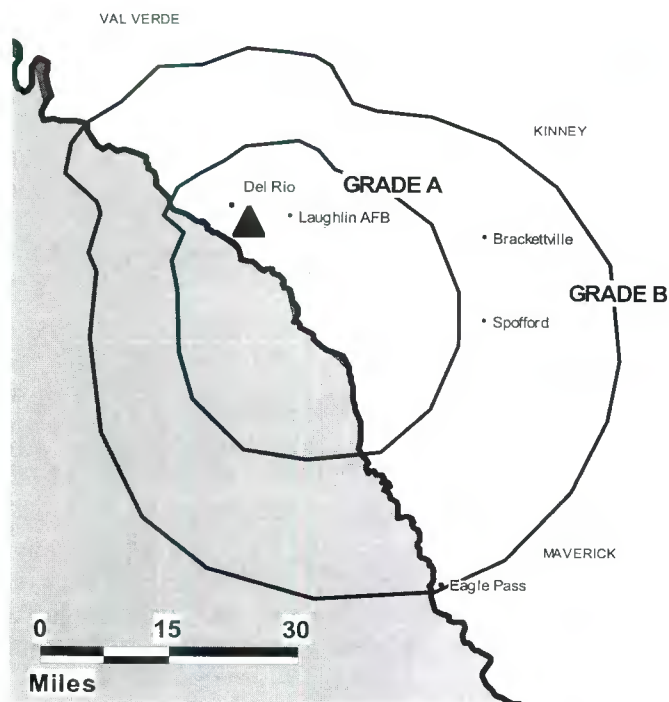 VAL VERDE
KINNEY
Del Rio
GRADE A
Laughlin AFB
Brackettville
GRADE B
Spofford
MAVERICK
Eagle Pass
0 15 30
Miles